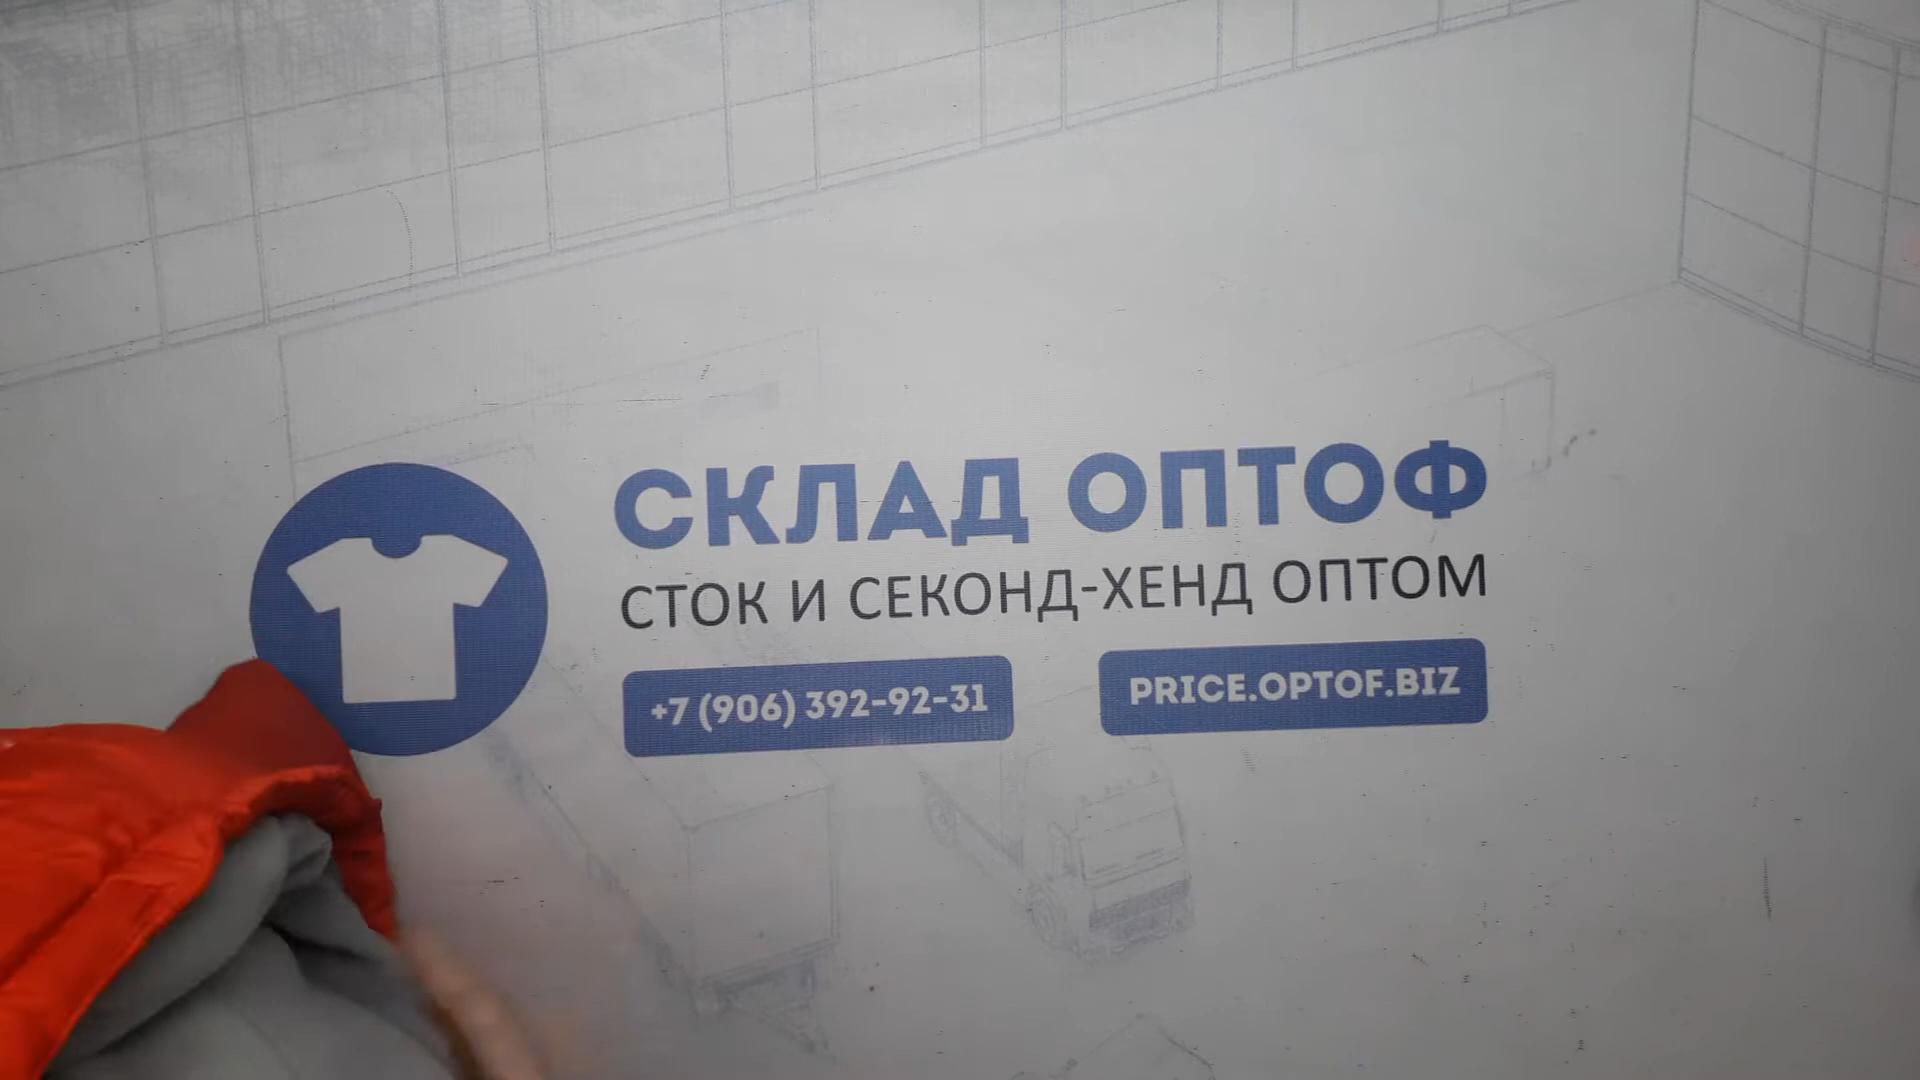 СКЛАД ОПТОФ
СТОК И СЕКОНД-ХЕНД ОПТОМ
+7 (906) 392-92-31
PRICE.OPTOF.BIZ